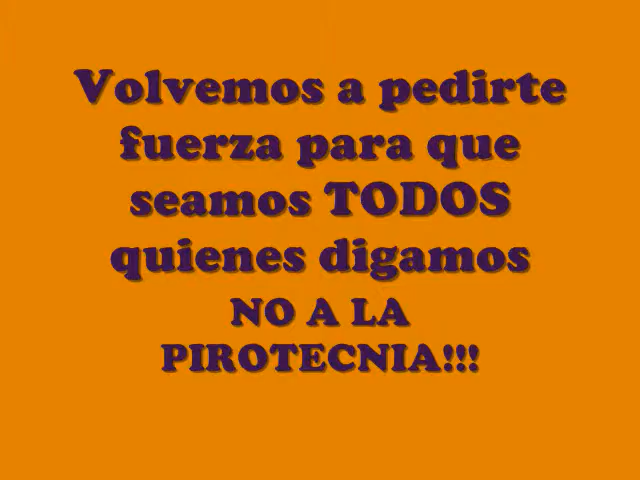 Volvemos a pedirte
fuerza para que
seamos TODOS
quienes digamos
NO A LA
PIROTECNIA!!!